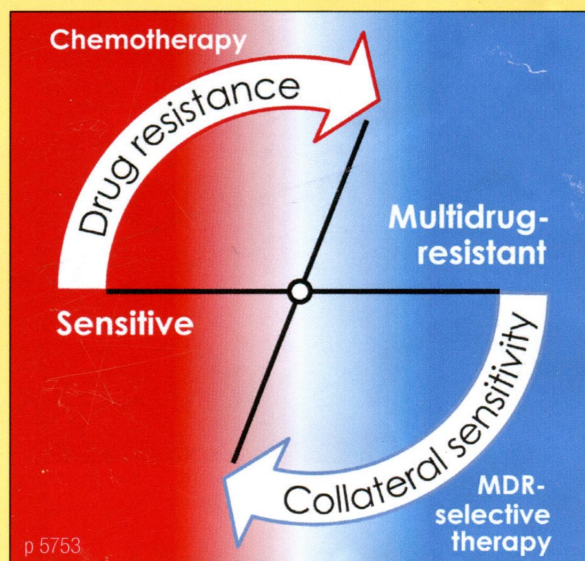 Chemotherapy
Drug resistance
Multidrug-
resistant
Sensitive
Collateral sensitivity
MDR-
selective
therapy
p 5753